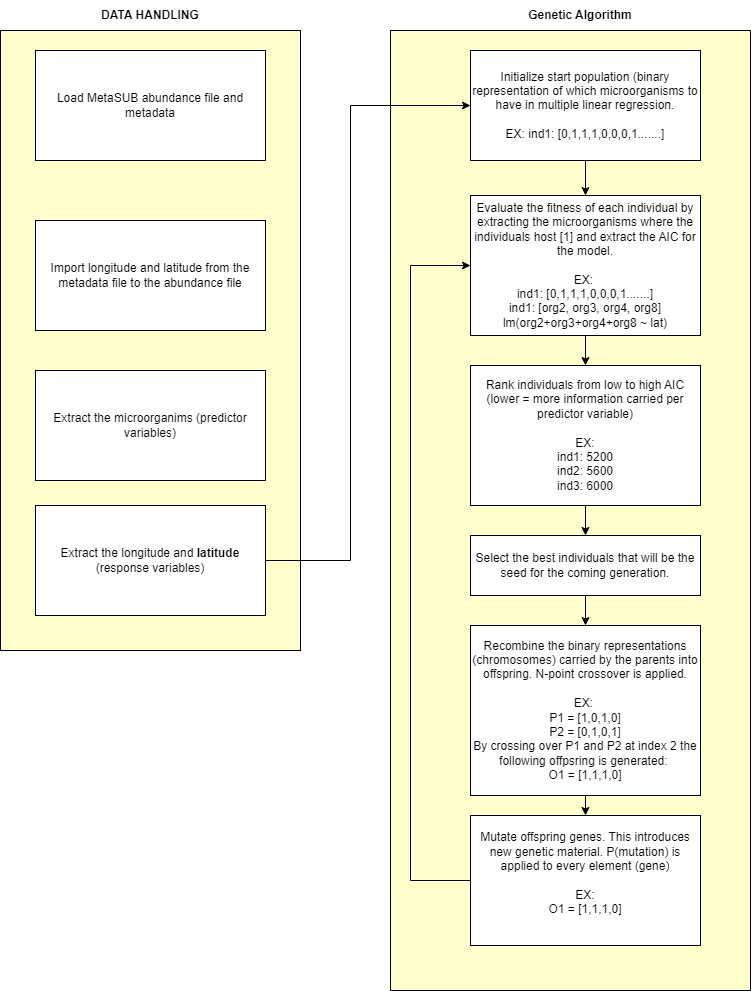 DATA HANDLING
Load MetaSUB abundance file and
metadata
Import longitude and latitude from the
metadata file to the abundance file
Extract the microorganims (predictor
variables)
Extract the longitude and latitude
(response variables)
Genetic Algorithm
Initialize start population (binary
representation of which microorganisms to
have in multiple linear regression.
EX: ind1: [0,1,1,1,0,0,0,1.......]
Evaluate the fitness of each individual by
extracting the microorganisms where the
individuals host [1] and extract the AIC for
the model.
EX:
ind1: [0,1,1,1,0,0,0,1.......]
ind1: [org2, org3, org4, org8]
lm(org2+org3+org4+org8 ~ lat)
Rank individuals from low to high AIC
(lower = more information carried per
predictor variable)
EX:
ind1: 5200
ind2: 5600
ind3: 6000
Select the best individuals that will be the
seed for the coming generation.
Recombine the binary representations
(chromosomes) carried by the parents into
offspring. N-point crossover is applied.
EX:
P1 = [1,0,1,0]
P2 = [0,1,0,1]
By crossing over P1 and P2 at index 2 the
following offpsring is generated:
O1 = [1,1,1,0]
Mutate offspring genes. This introduces
new genetic material. P(mutation) is
applied to every element (gene)
EX:
O1 = [1,1,1,0]